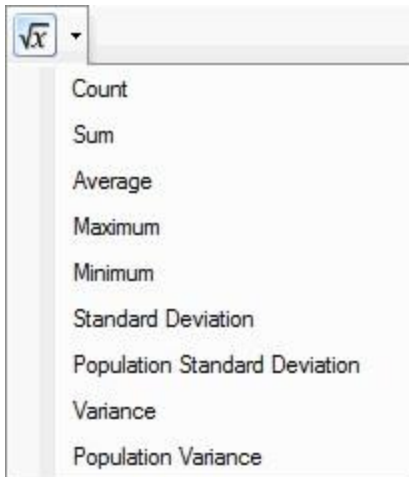 √x
Count
Sum
Average
Maximum
Minimum
Standard Deviation
Population Standard Deviation
Variance
Population Variance